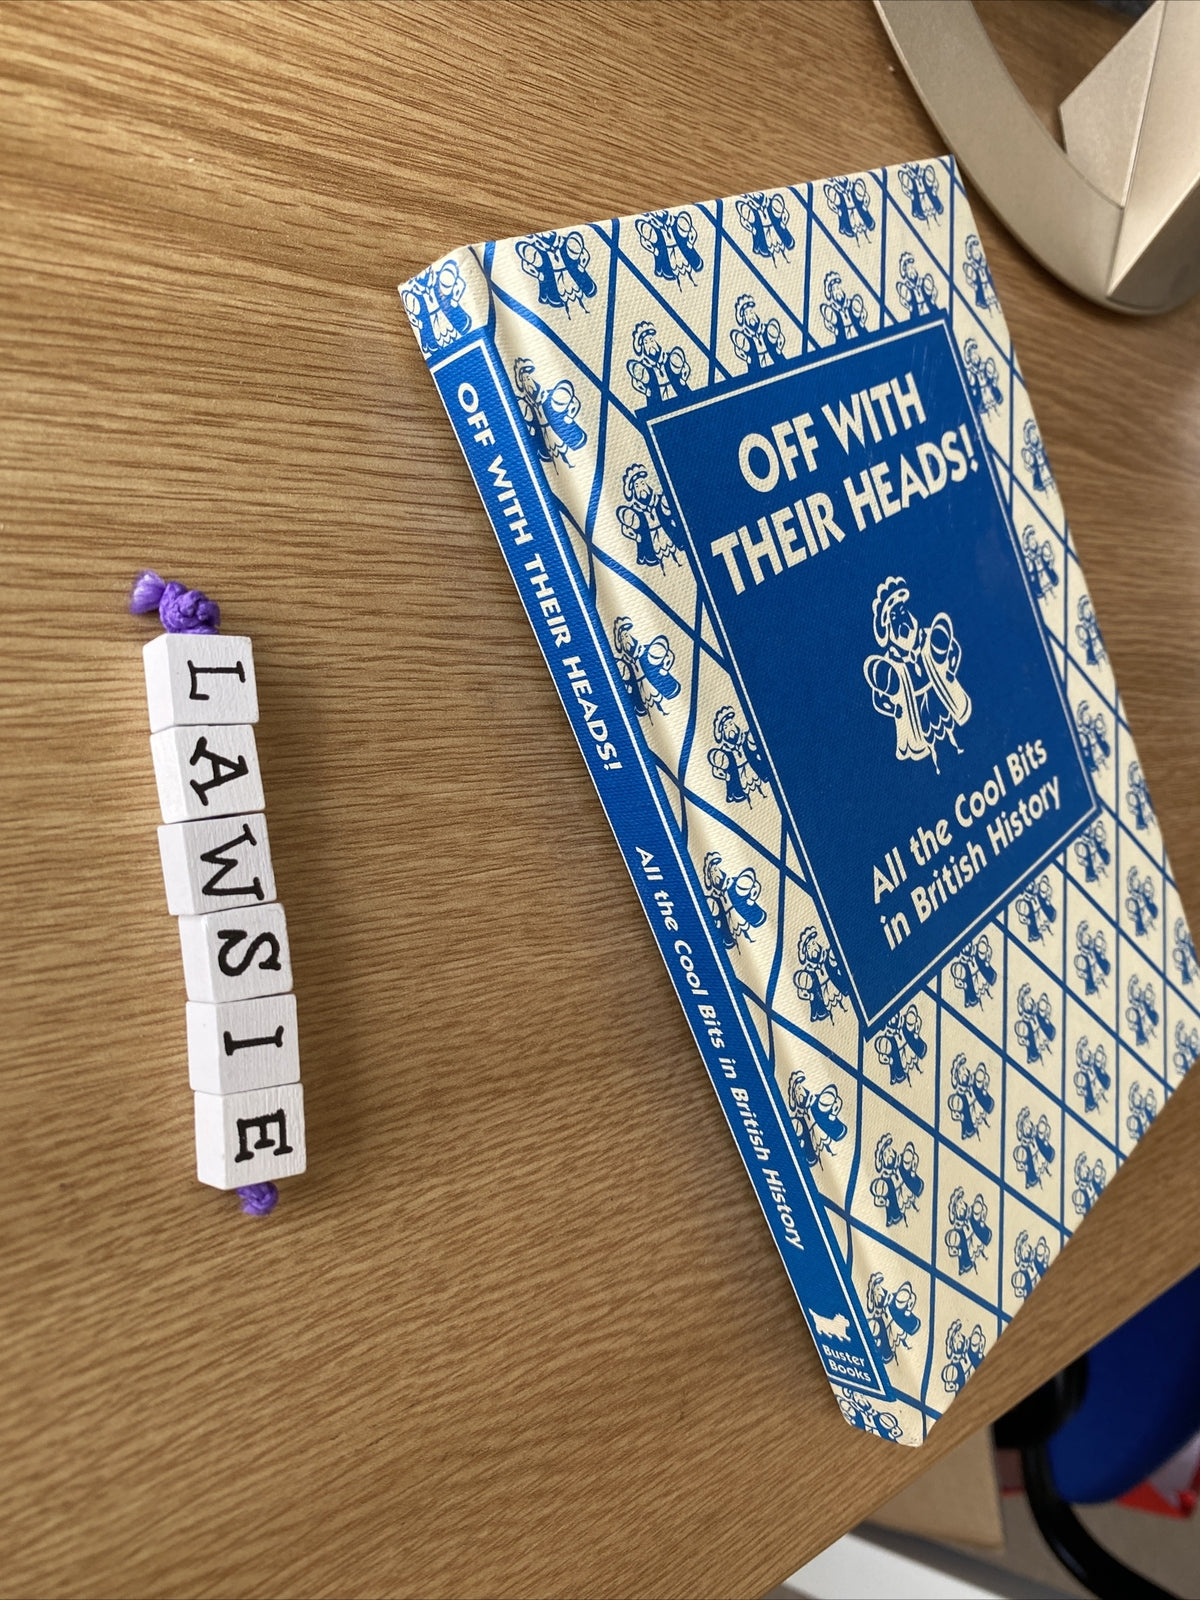 LAWSIE
OFF WITH THEIR HEADS!
All the Cool Bits in British History
Buster
Books
OFF WITH
THEIR HEADS!
All the Cool Bits
in British History